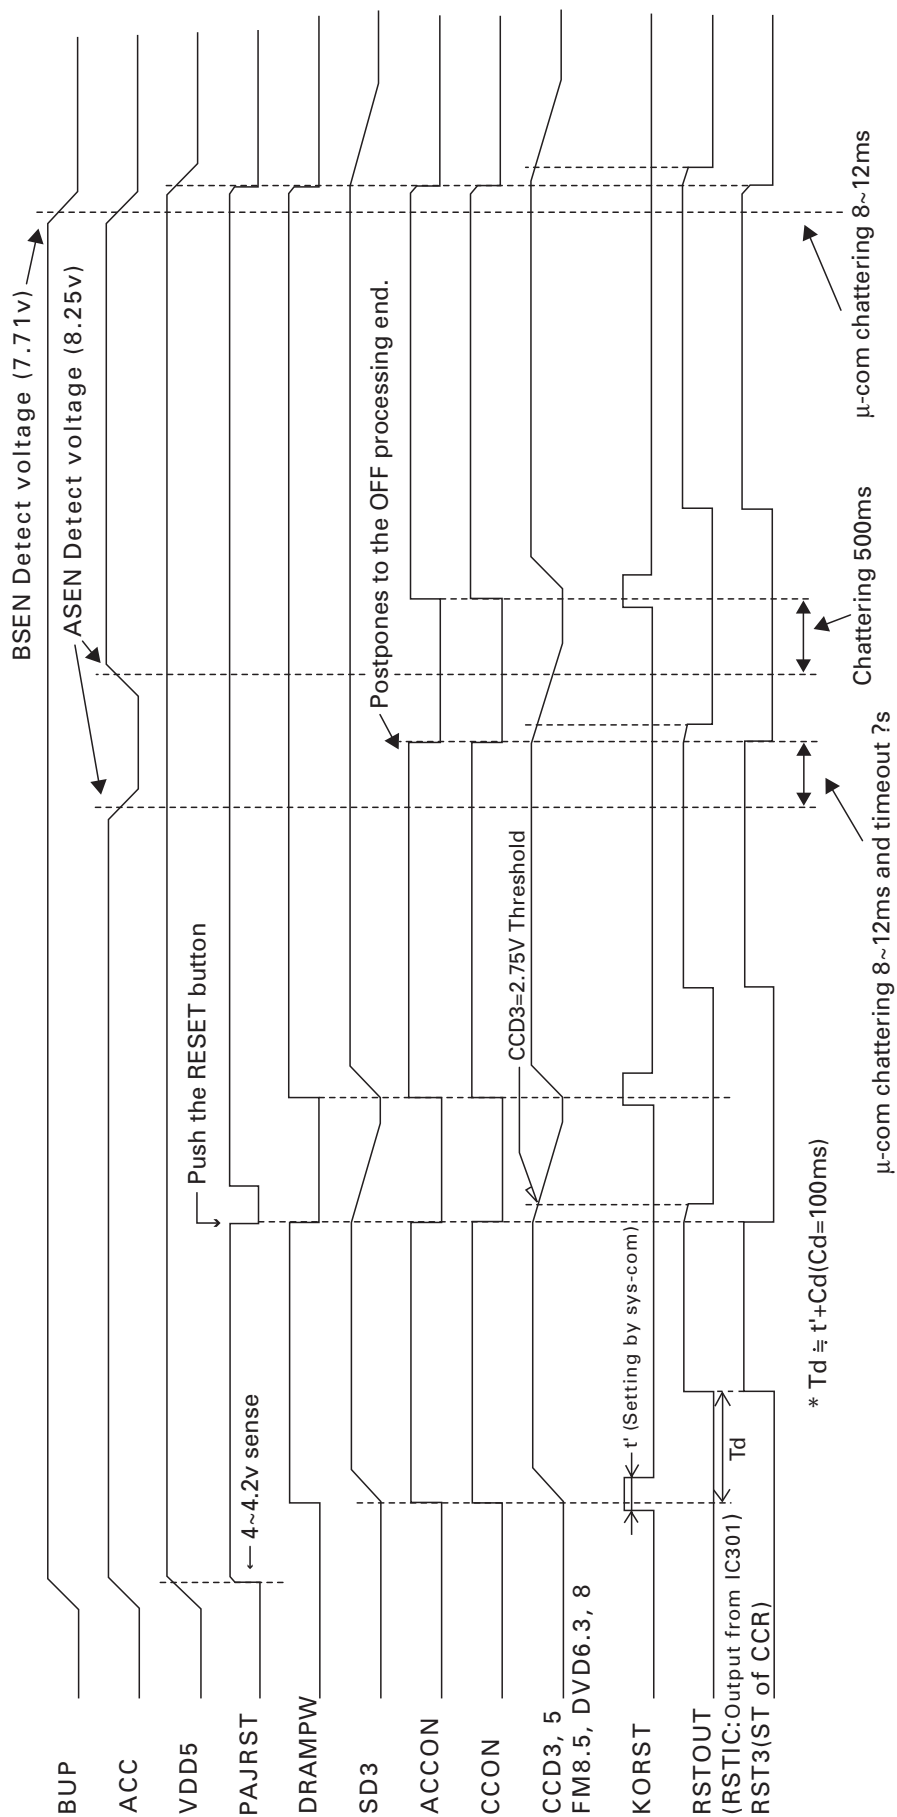 BSEN Detect voltage (7.71v)
ASEN Detect voltage (8.25v)
Push the RESET button
4~4.2v sense
Postpones to the OFF processing end.
CCD3=2.75V Threshold
t' (Setting by sys-com)
Td
* Td ≒ t'+Cd(Cd=100ms)
μ-com chattering 8~12ms and timeout ?s
Chattering 500ms
μ-com chattering 8~12ms
BUP
ACC
VDD5
PAJRST
DRAMPW
SD3
ACCON
CCON
CCD3, 5
FM8.5, DVD6.3, 8
KORST
RSTOUT
(RSTIC:Output from IC301)
RST3(ST of CCR)